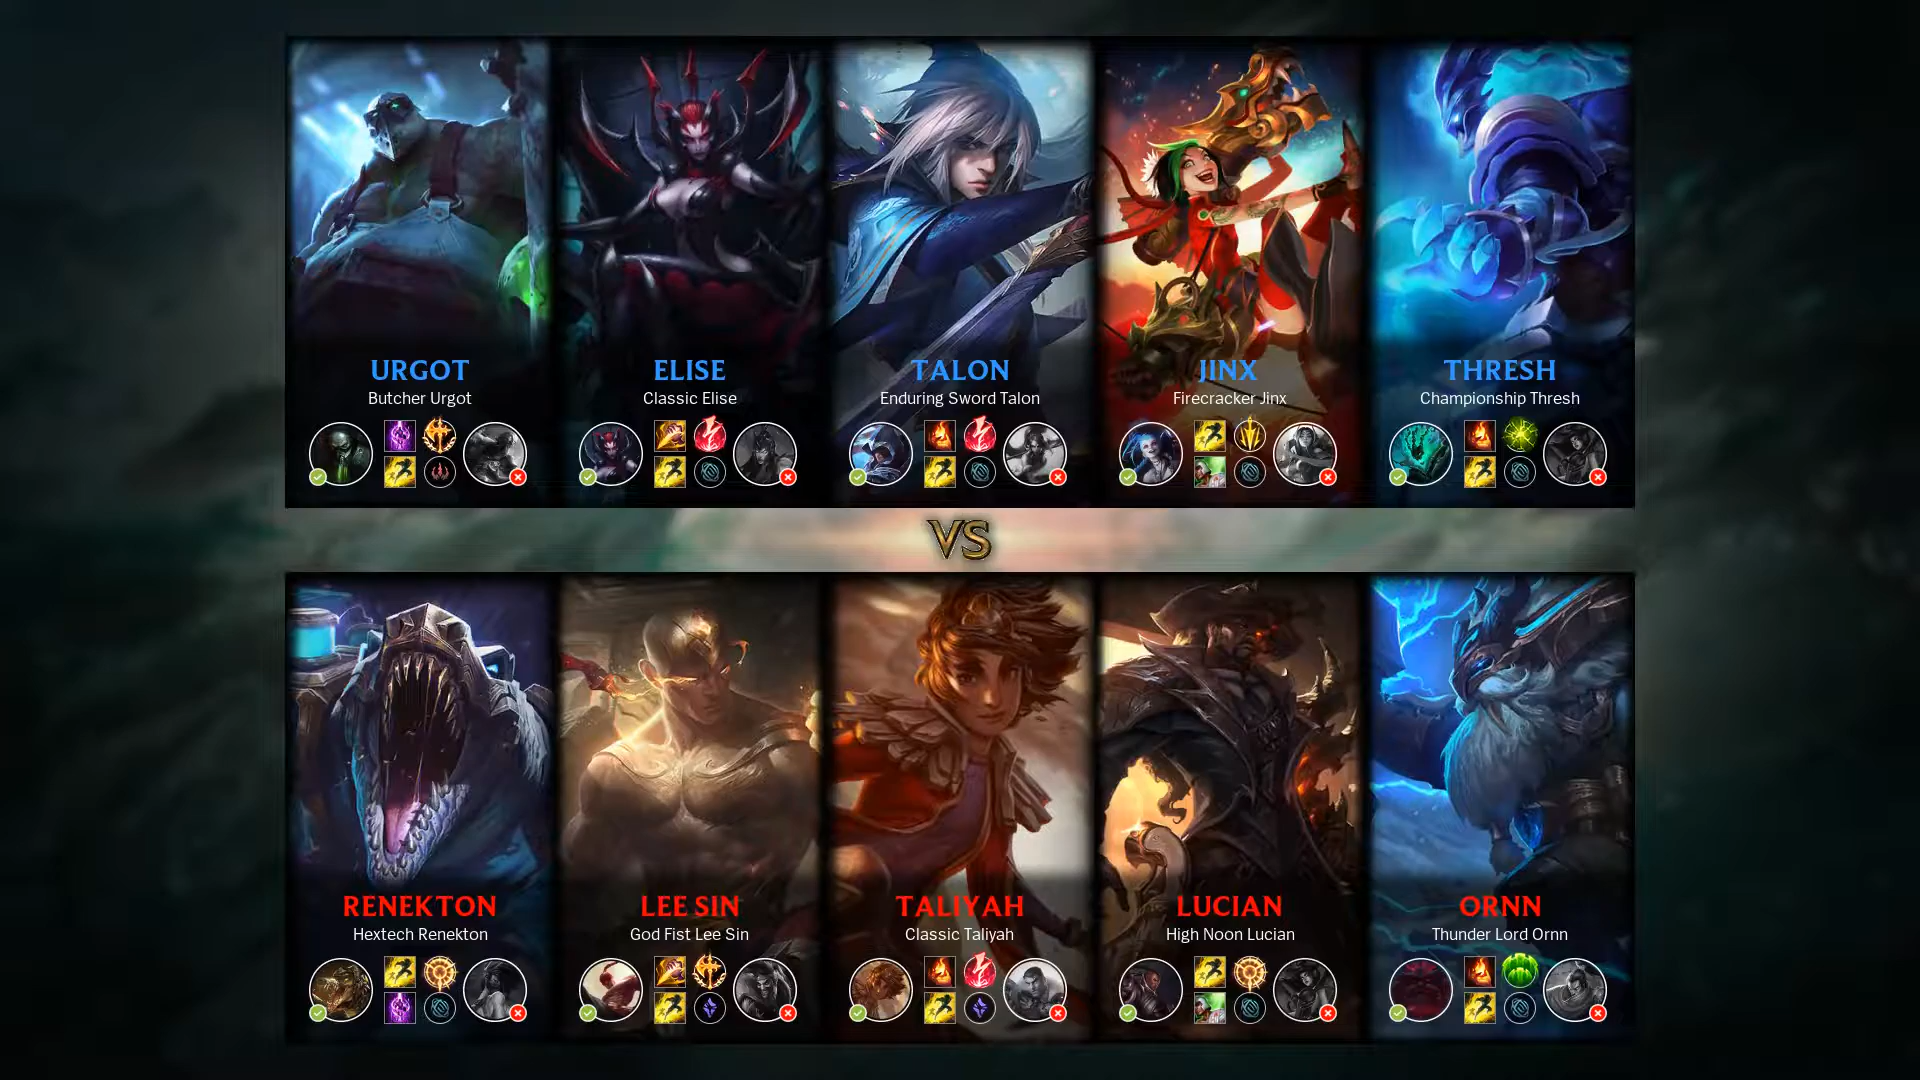 URGOT
Butcher Urgot
ELISE
Classic Elise
TALON
Enduring Sword Talon
JINX
Firecracker Jinx
THRESH
Championship Thresh
VS
RENEKTON
Hextech Renekton
LEE SIN
God Fist Lee Sin
TALIYAH
Classic Taliyah
LUCIAN
High Noon Lucian
ORNN
Thunder Lord Ornn